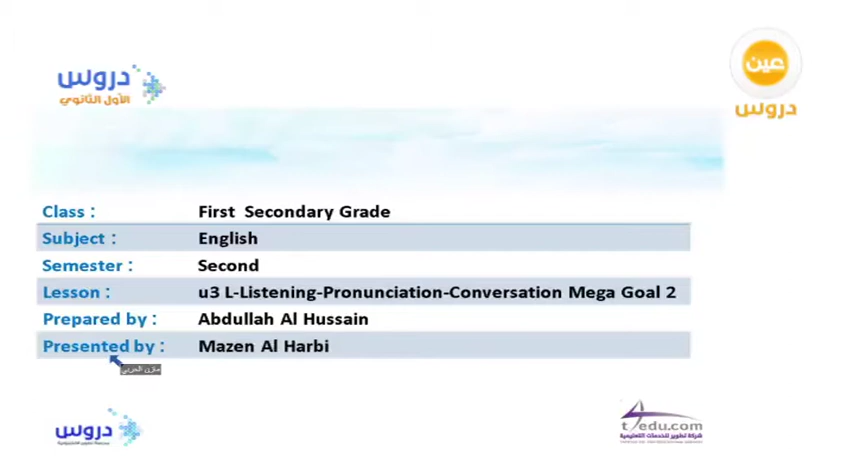 دروس
الأول الثانوي
عين
دروس
Class : First Secondary Grade
Subject : English
Semester : Second
Lesson : u3 L-Listening-Pronunciation-Conversation Mega Goal 2
Prepared by : Abdullah Al Hussain
Presented by : Mazen Al Harbi
مازن الحربي
دروس
t4edu.com
شركة تطوير للخدمات التعليمية